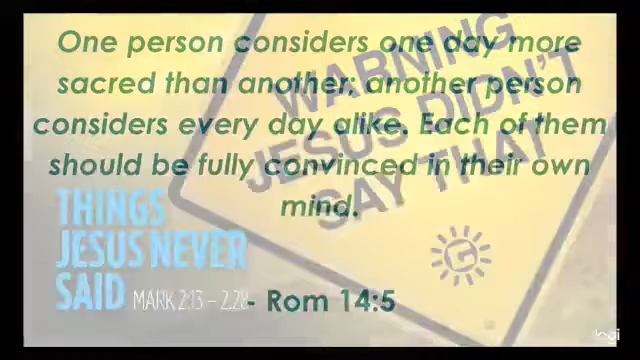 One person considers one day more
sacred than another; another person
considers every day alike. Each of them
should be fully convinced in their own
mind.
- Rom 14:5
WARNING
JESUS DIDN'T
SAY THAT
THINGS
JESUS NEVER
SAID MARK 2:13 – 2:28
G
logi